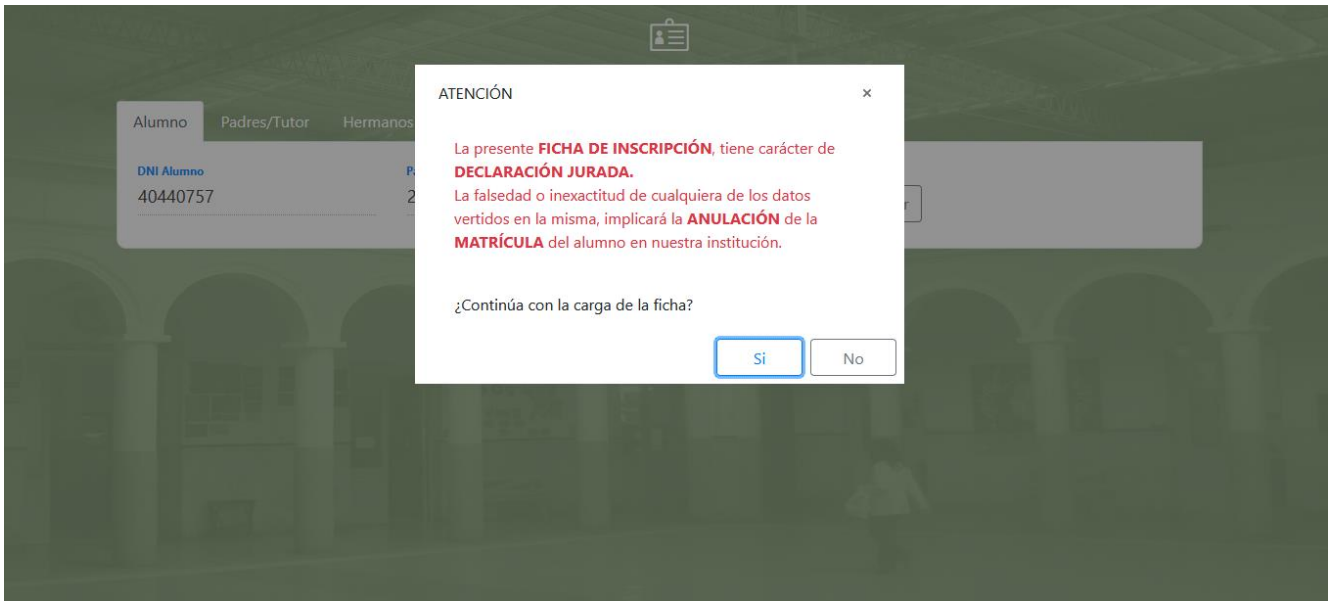 ATENCIÓN ×
Alumno Padres/Tutor Hermanos
La presente FICHA DE INSCRIPCIÓN, tiene carácter de
DECLARACIÓN JURADA.
La falsedad o inexactitud de cualquiera de los datos
vertidos en la misma, implicará la ANULACIÓN de la
MATRÍCULA del alumno en nuestra institución.
DNI Alumno
40440757
¿Continúa con la carga de la ficha?
Si No